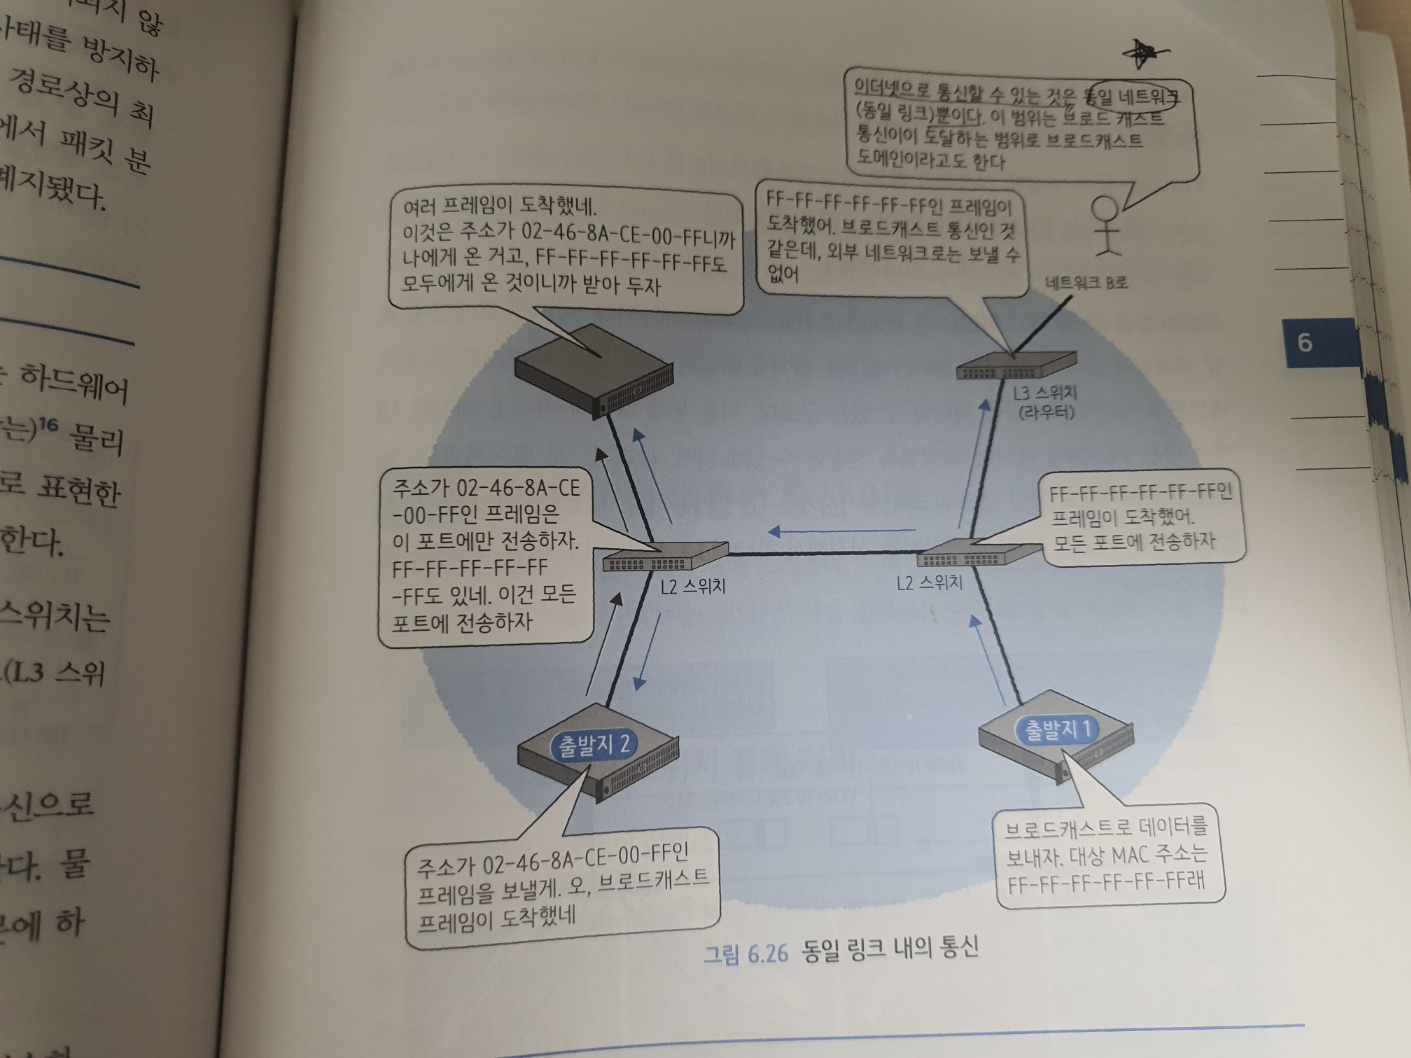 않
사태를 방지하
경로상의 최
에서 패킷 분
폐지됐다.
하드웨어
는)16 물리
로 표현한
한다.
스위치는
(L3 스위
신으로
다. 물
문에 하
이더넷으로 통신할 수 있는 것은 동일 네트워크
(동일 링크)뿐이다. 이 범위는 브로드 캐스트
통신이이 도달하는 범위로 브로드캐스트
도메인이라고도 한다
여러 프레임이 도착했네.
이것은 주소가 02-46-8A-CE-00-FF니까
나에게 온 거고, FF-FF-FF-FF-FF-FF도
모두에게 온 것이니까 받아 두자
FF-FF-FF-FF-FF-FF인 프레임이
도착했어. 브로드캐스트 통신인 것
같은데, 외부 네트워크로는 보낼 수
없어
네트워크 B로
6
L3 스위치
(라우터)
주소가 02-46-8A-CE
-00-FF인 프레임은
이 포트에만 전송하자.
FF-FF-FF-FF-FF
-FF도 있네. 이건 모든
포트에 전송하자
L2 스위치
L2 스위치
FF-FF-FF-FF-FF-FF인
프레임이 도착했어.
모든 포트에 전송하자
출발지 2
출발지 1
주소가 02-46-8A-CE-00-FF인
프레임을 보낼게. 오, 브로드캐스트
프레임이 도착했네
브로드캐스트로 데이터를
보내자. 대상 MAC 주소는
FF-FF-FF-FF-FF-FF래
그림 6.26 동일 링크 내의 통신